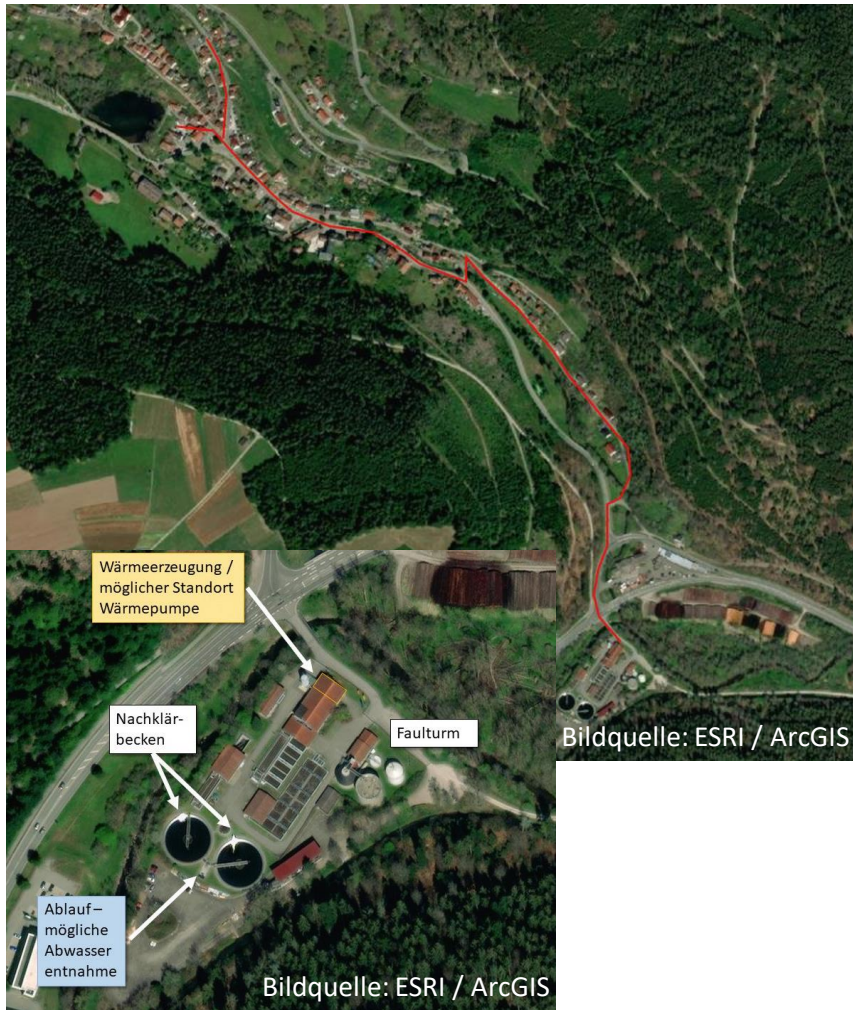 Wärmeerzeugung /
möglicher Standort
Wärmepumpe
Nachklär-
becken
Faulturm
Bildquelle: ESRI / ArcGIS
Ablauf –
mögliche
Abwasser
entnahme
Bildquelle: ESRI / ArcGIS